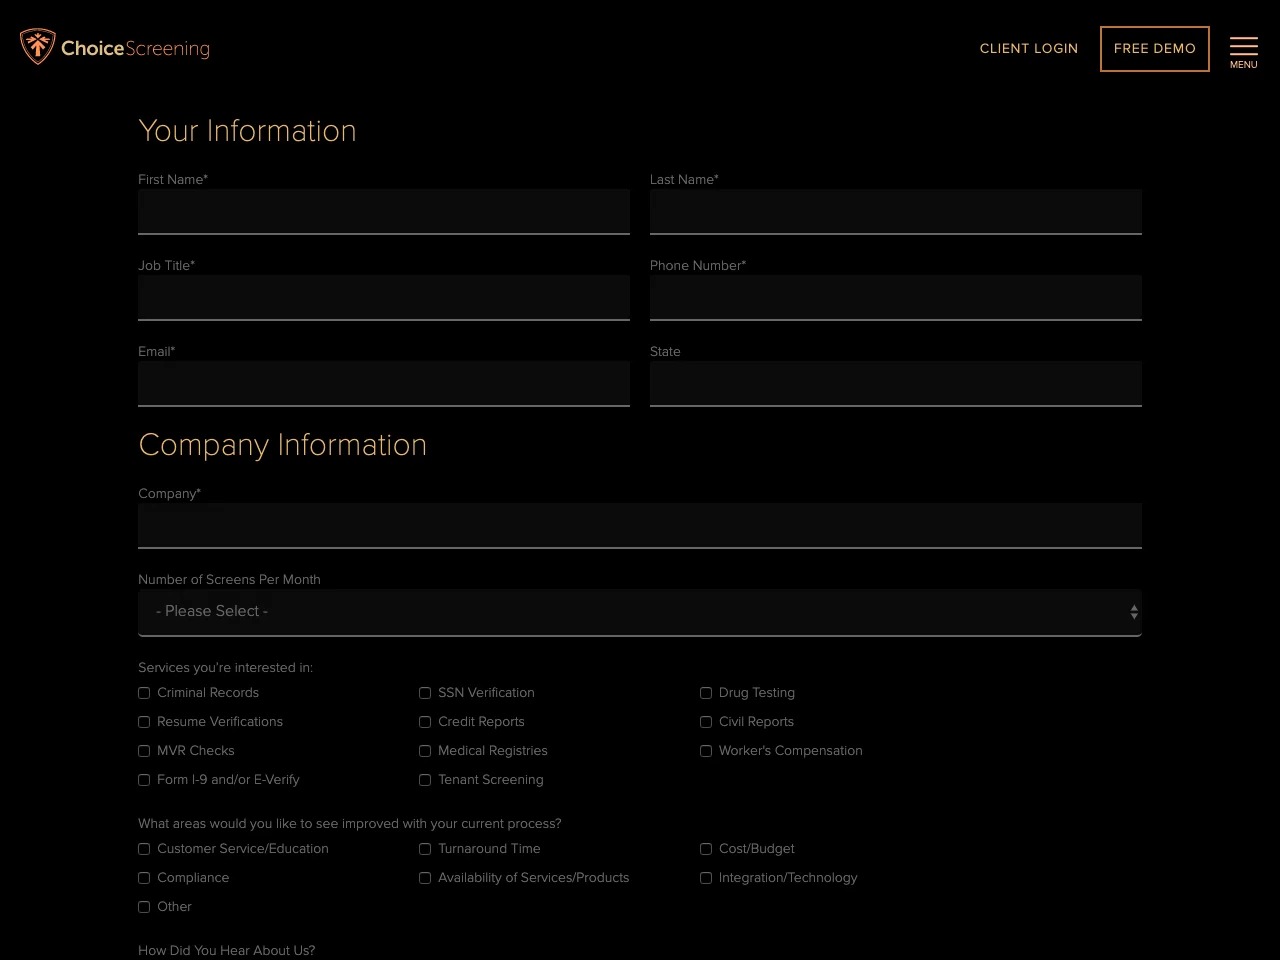 ChoiceScreening
CLIENT LOGIN
FREE DEMO
MENU
Your Information
First Name*
Last Name*
Job Title*
Phone Number*
Email*
State
Company Information
Company*
Number of Screens Per Month
- Please Select -
Services you're interested in:
Criminal Records
SSN Verification
Drug Testing
Resume Verifications
Credit Reports
Civil Reports
MVR Checks
Medical Registries
Worker's Compensation
Form I-9 and/or E-Verify
Tenant Screening
What areas would you like to see improved with your current process?
Customer Service/Education
Turnaround Time
Cost/Budget
Compliance
Availability of Services/Products
Integration/Technology
Other
How Did You Hear About Us?